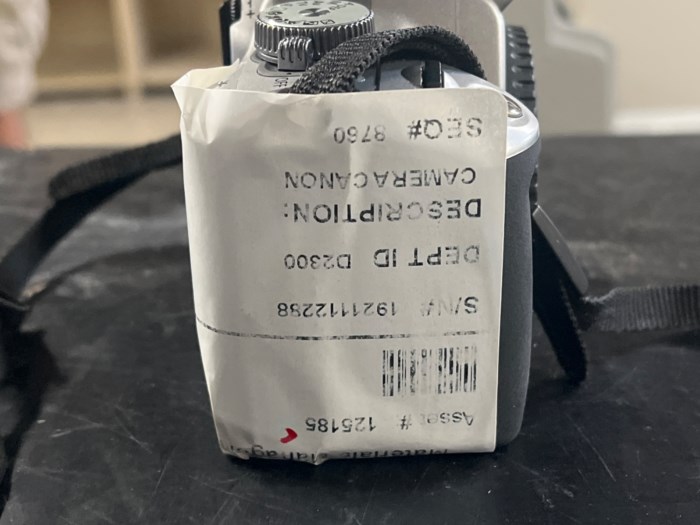 Asset # 125185
S/N# 1921112288
DEPT ID D2300
DESCRIPTION:
CAMERACANON
SEQ# 8760